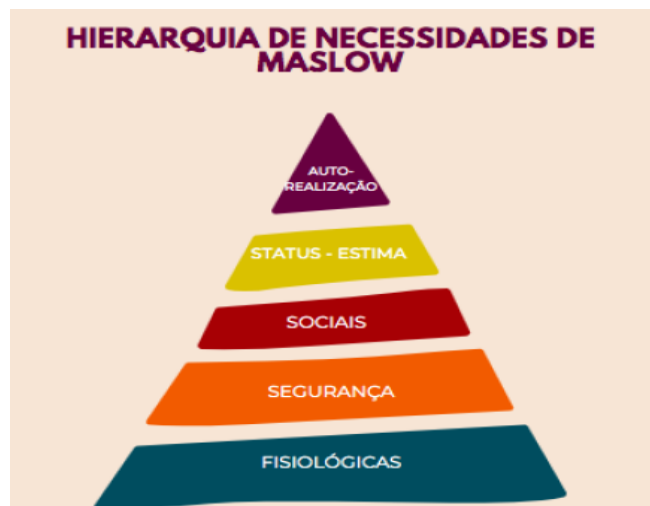 HIERARQUIA DE NECESSIDADES DE
MASLOW
AUTO-
REALIZAÇÃO
STATUS - ESTIMA
SOCIAIS
SEGURANÇA
FISIOLÓGICAS